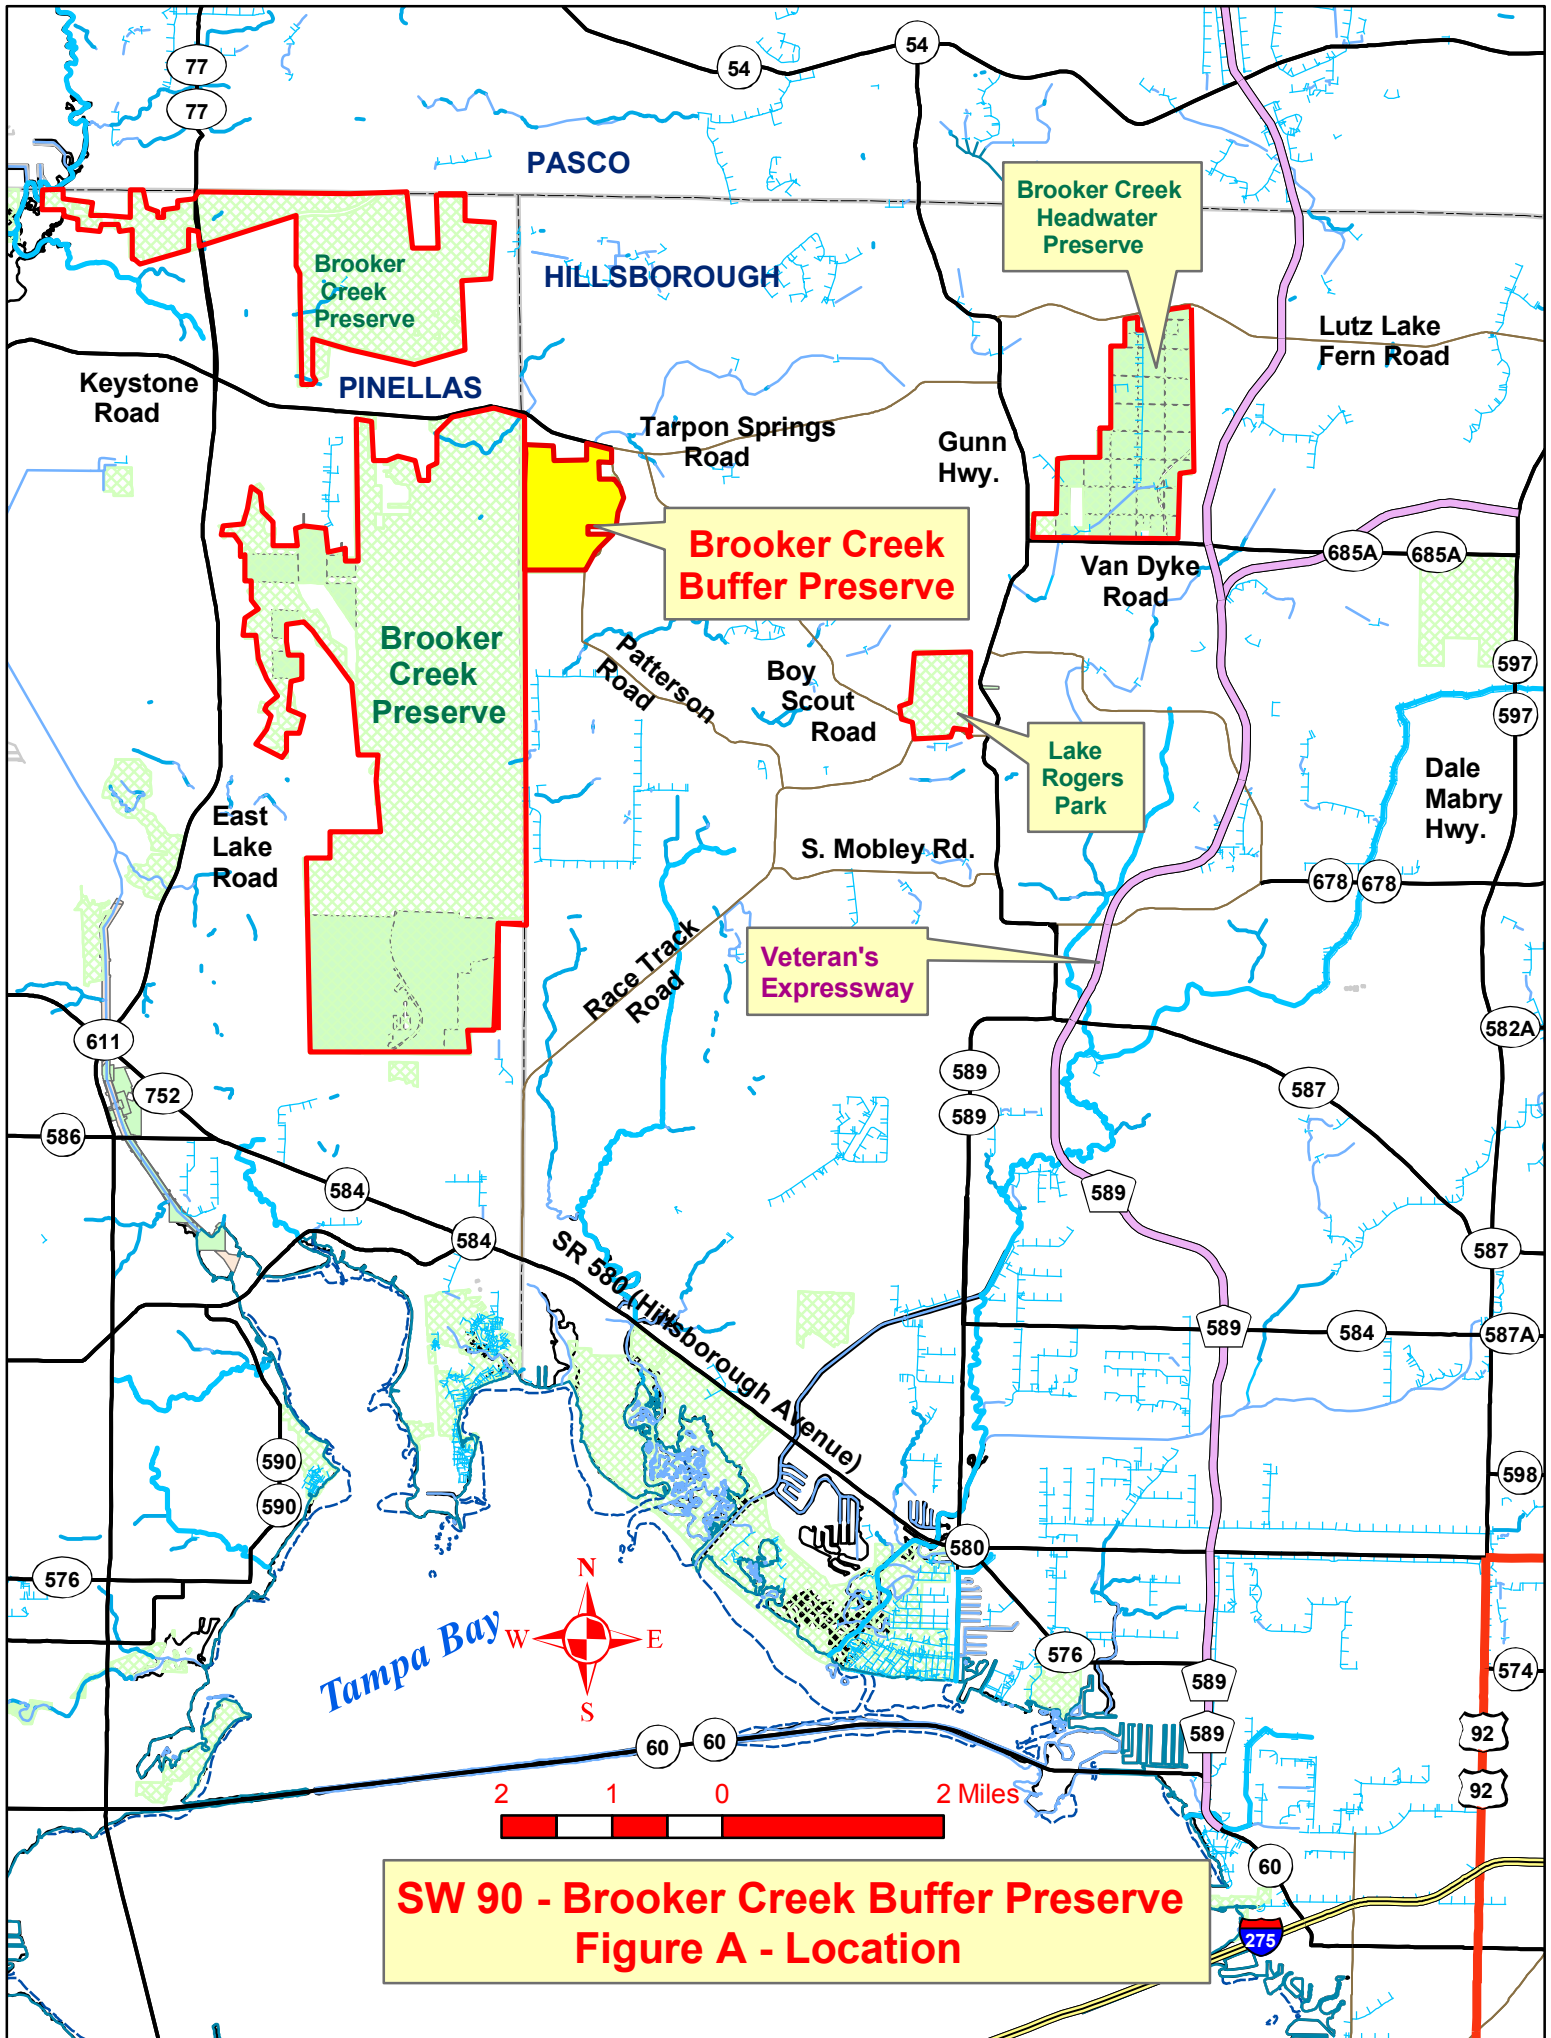 54
54
77
77
PASCO
Brooker Creek
Headwater
Preserve
HILLSBOROUGH
Brooker
Creek
Preserve
Lutz Lake
Fern Road
Keystone
Road
PINELLAS
Tarpon Springs
Road
Gunn
Hwy.
Brooker Creek
Buffer Preserve
685A
685A
Van Dyke
Road
Brooker
Creek
Preserve
Patterson
Road
Boy
Scout
Road
597
597
Lake
Rogers
Park
Dale
Mabry
Hwy.
East
Lake
Road
S. Mobley Rd.
678
678
Race Track
Road
Veteran's
Expressway
611
582A
589
589
752
587
586
584
589
584
587
SR 580 (Hillsborough Avenue)
589
584
587A
590
590
598
580
576
N
W
E
S
Tampa Bay
576
574
589
589
60
60
92
92
2
1
0
2 Miles
60
SW 90 - Brooker Creek Buffer Preserve
Figure A - Location
275